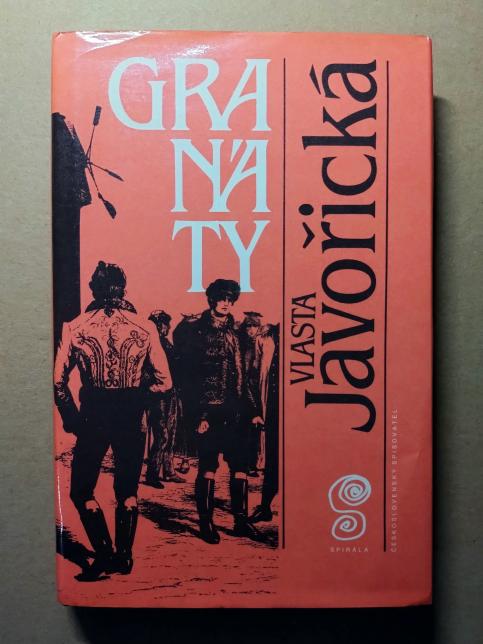 GRA
NÁ
TY
VLASTA
Javořická
SPIRÁLA
ČESKOSLOVENSKÝ SPISOVATEL